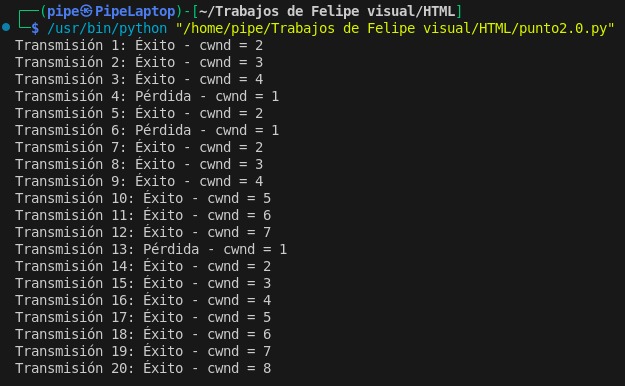 ┌──(pipe㉿PipeLaptop)-[~/Trabajos de Felipe visual/HTML]
└─$ /usr/bin/python "/home/pipe/Trabajos de Felipe visual/HTML/punto2.0.py"
Transmisión 1: Éxito - cwnd = 2
Transmisión 2: Éxito - cwnd = 3
Transmisión 3: Éxito - cwnd = 4
Transmisión 4: Pérdida - cwnd = 1
Transmisión 5: Éxito - cwnd = 2
Transmisión 6: Pérdida - cwnd = 1
Transmisión 7: Éxito - cwnd = 2
Transmisión 8: Éxito - cwnd = 3
Transmisión 9: Éxito - cwnd = 4
Transmisión 10: Éxito - cwnd = 5
Transmisión 11: Éxito - cwnd = 6
Transmisión 12: Éxito - cwnd = 7
Transmisión 13: Pérdida - cwnd = 1
Transmisión 14: Éxito - cwnd = 2
Transmisión 15: Éxito - cwnd = 3
Transmisión 16: Éxito - cwnd = 4
Transmisión 17: Éxito - cwnd = 5
Transmisión 18: Éxito - cwnd = 6
Transmisión 19: Éxito - cwnd = 7
Transmisión 20: Éxito - cwnd = 8